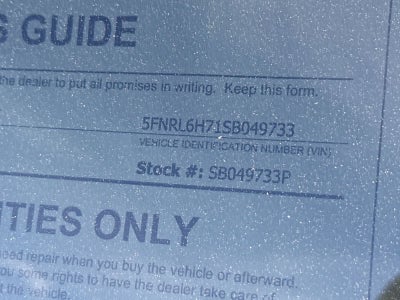 S GUIDE
the dealer to put all promises in writing. Keep this form.
5FNRL6H71SB049733
VEHICLE IDENTIFICATION NUMBER (VIN)
Stock #: SB049733P
TIES ONLY
need repair when you buy the vehicle or afterward.
you some rights to have the dealer take care of
t the vehicle.